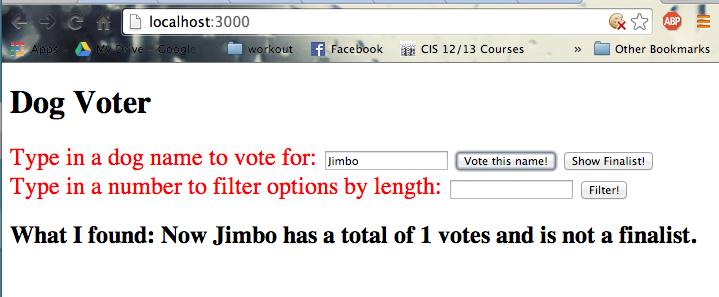 localhost:3000
ABP
Apps My Drive - Google workout Facebook CIS 12/13 Courses » Other Bookmarks
Dog Voter
Type in a dog name to vote for: Jimbo Vote this name! Show Finalist!
Type in a number to filter options by length: Filter!
What I found: Now Jimbo has a total of 1 votes and is not a finalist.